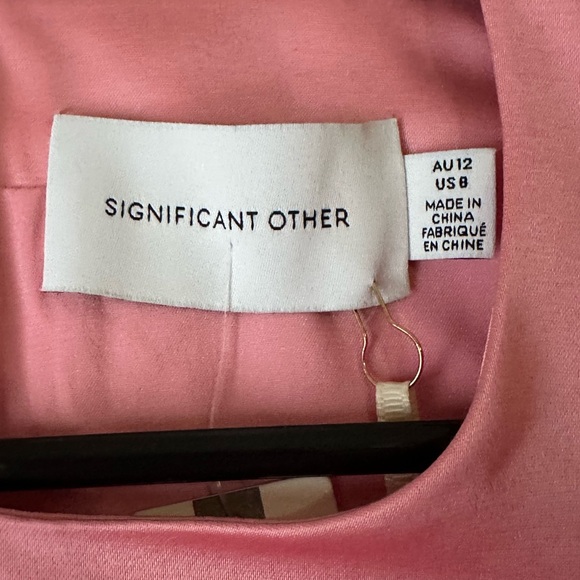 SIGNIFICANT OTHER
AU 12
US 8
MADE IN
CHINA
FABRIQUÉ
EN CHINE